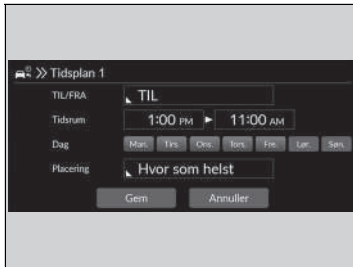 Tidsplan 1
TIL/FRA TIL
Tidsrum 1:00 PM 11:00 AM
Dag Man. Tirs. Ons. Tors. Fre. Lør. Søn.
Placering Hvor som helst
Gem Annuller